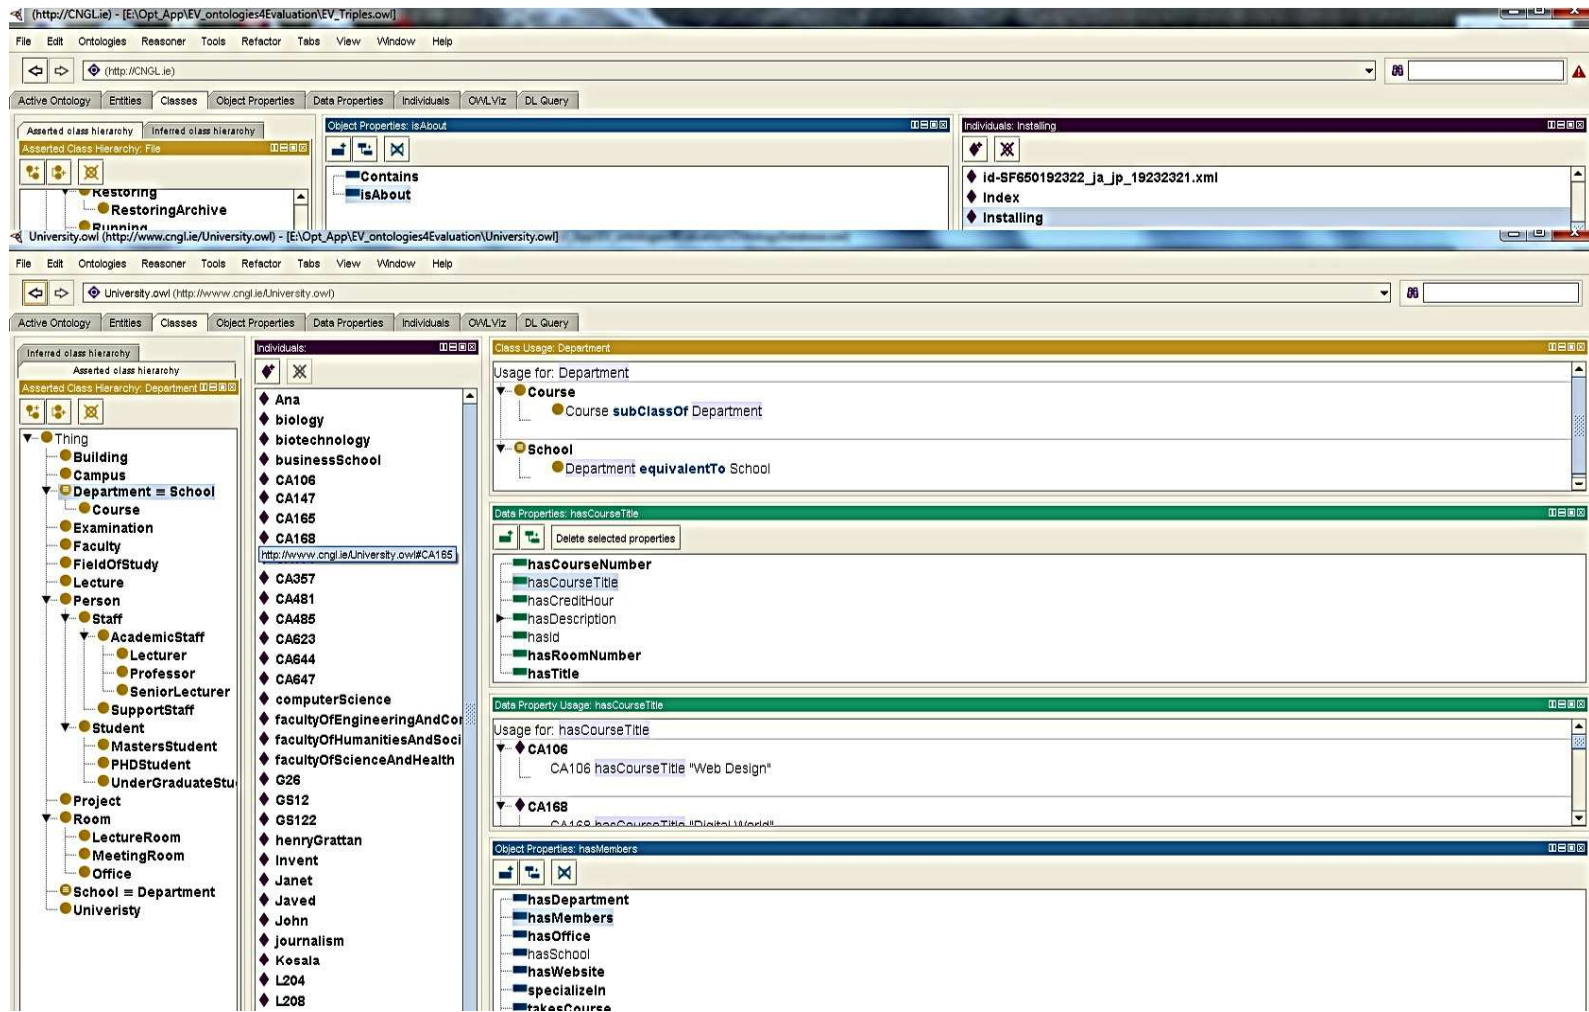 (http://CNGL.ie) - [E:\Opt_App\EV_ontologies4Evaluation\EV_Triples.owl]
File Edit Ontologies Reasoner Tools Refactor Tabs View Window Help
(http://CNGL.ie)
Active Ontology Entities Classes Object Properties Data Properties Individuals OWLViz DL Query
Asserted class hierarchy Inferred class hierarchy
Asserted Class Hierarchy: File
Restoring
RestoringArchive
Running
Object Properties: isAbout
Contains
isAbout
Individuals: Installing
id-SF650192322_ja_jp_19232321.xml
Index
Installing
University.owl (http://www.cngl.ie/University.owl) - [E:\Opt_App\EV_ontologies4Evaluation\University.owl]
File Edit Ontologies Reasoner Tools Refactor Tabs View Window Help
University.owl (http://www.cngl.ie/University.owl)
Active Ontology Entities Classes Object Properties Data Properties Individuals OWLViz DL Query
Inferred class hierarchy
Asserted class hierarchy
Asserted Class Hierarchy: Department
Thing
Building
Campus
Department ≡ School
Course
Examination
Faculty
FieldOfStudy
Lecture
Person
Staff
AcademicStaff
Lecturer
Professor
SeniorLecturer
SupportStaff
Student
MastersStudent
PHDStudent
UnderGraduateStu
Project
Room
LectureRoom
MeetingRoom
Office
School ≡ Department
Univeristy
Individuals:
Ana
biology
biotechnology
businessSchool
CA106
CA147
CA165
CA168
http://www.cngl.ie/University.owl#CA165
CA357
CA481
CA485
CA623
CA644
CA647
computerScience
facultyOfEngineeringAndCor
facultyOfHumanitiesAndSoci
facultyOfScienceAndHealth
G26
GS12
GS122
henryGrattan
Invent
Janet
Javed
John
journalism
Kosala
L204
L208
Class Usage: Department
Usage for: Department
Course
Course subClassOf Department
School
Department equivalentTo School
Data Properties: hasCourseTitle
Delete selected properties
hasCourseNumber
hasCourseTitle
hasCreditHour
hasDescription
hasId
hasRoomNumber
hasTitle
Data Property Usage: hasCourseTitle
Usage for: hasCourseTitle
CA106
CA106 hasCourseTitle "Web Design"
CA168
CA168 hasCourseTitle "Digital World"
Object Properties: hasMembers
hasDepartment
hasMembers
hasOffice
hasSchool
hasWebsite
specializeIn
takesCourse